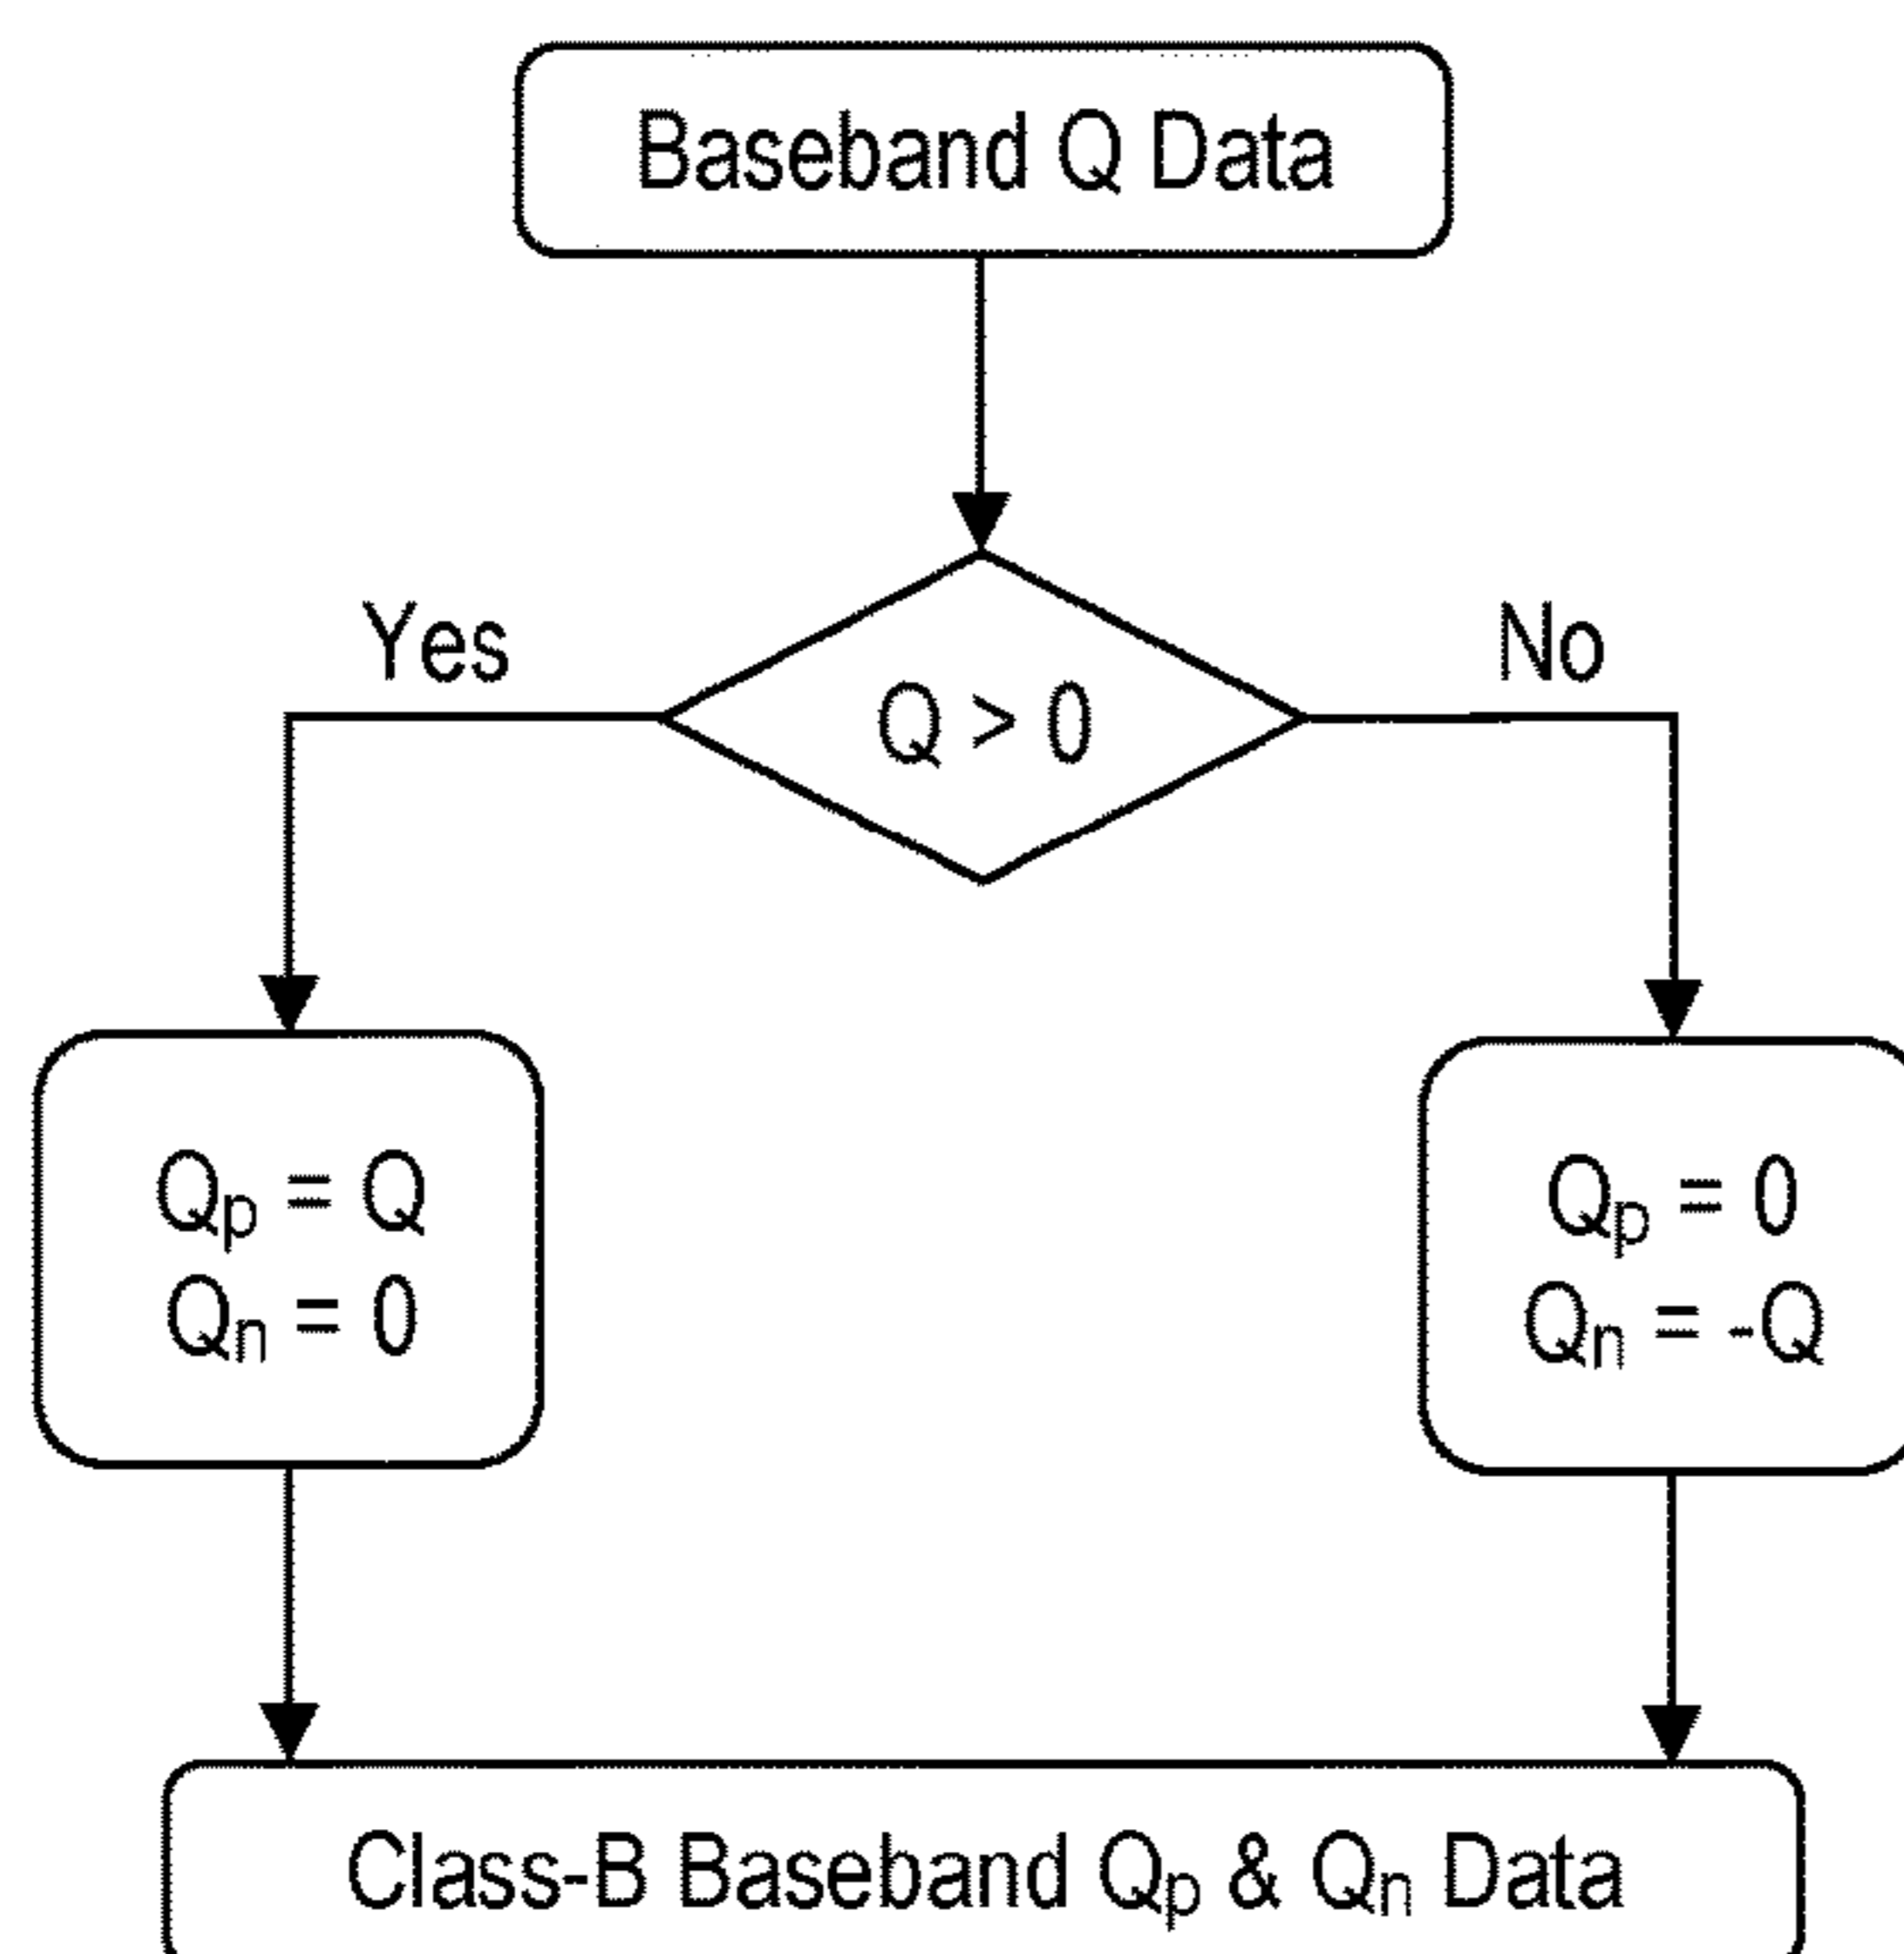 Baseband Q Data
Yes
No
Q > 0
Qp = Q
Qn = 0
Qp = 0
Qn = -Q
Class-B Baseband Qp & Qn Data